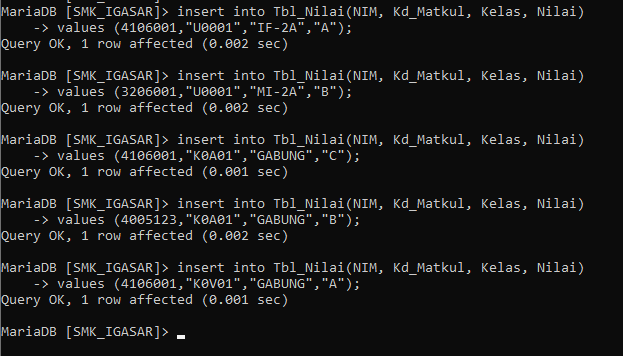 MariaDB [SMK_IGASAR]> insert into Tbl_Nilai(NIM, Kd_Matkul, Kelas, Nilai)
    -> values (4106001,"U0001","IF-2A","A");
Query OK, 1 row affected (0.002 sec)
MariaDB [SMK_IGASAR]> insert into Tbl_Nilai(NIM, Kd_Matkul, Kelas, Nilai)
    -> values (3206001,"U0001","MI-2A","B");
Query OK, 1 row affected (0.002 sec)
MariaDB [SMK_IGASAR]> insert into Tbl_Nilai(NIM, Kd_Matkul, Kelas, Nilai)
    -> values (4106001,"K0A01","GABUNG","C");
Query OK, 1 row affected (0.001 sec)
MariaDB [SMK_IGASAR]> insert into Tbl_Nilai(NIM, Kd_Matkul, Kelas, Nilai)
    -> values (4005123,"K0A01","GABUNG","B");
Query OK, 1 row affected (0.002 sec)
MariaDB [SMK_IGASAR]> insert into Tbl_Nilai(NIM, Kd_Matkul, Kelas, Nilai)
    -> values (4106001,"K0V01","GABUNG","A");
Query OK, 1 row affected (0.001 sec)
MariaDB [SMK_IGASAR]>